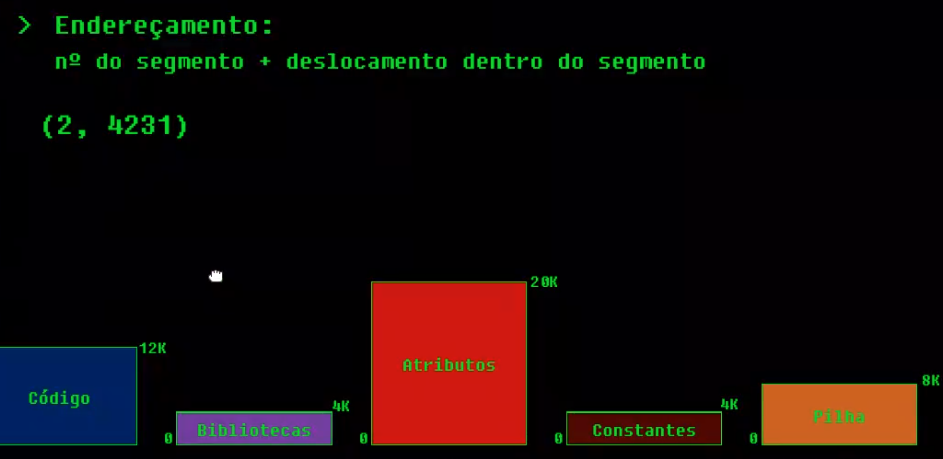 > Endereçamento:
nº do segmento + deslocamento dentro do segmento
(2, 4231)
20K
Atributos
12K
Código
0
Bibliotecas
4K
0
0
Constantes
4K
0
Pilha
8K